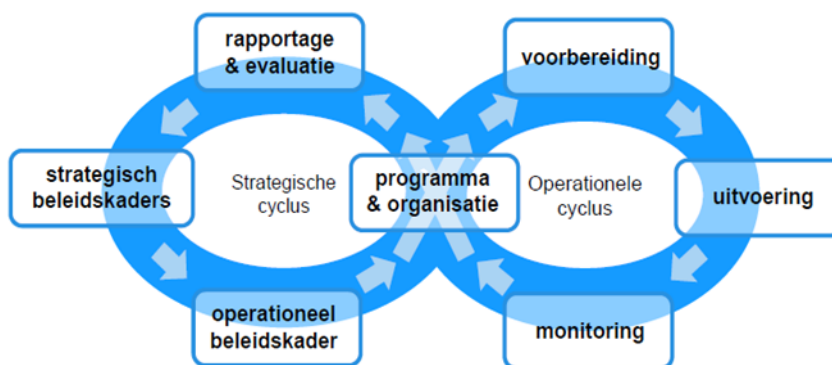 rapportage
& evaluatie
voorbereiding
strategisch
beleidskaders
Strategische
cyclus
programma
& organisatie
Operationele
cyclus
uitvoering
operationeel
beleidskader
monitoring